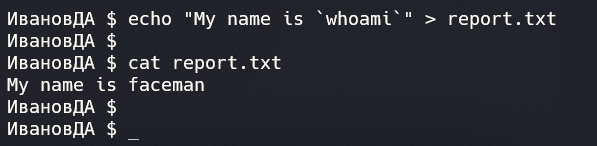 ИвановДА $ echo "My name is `whoami`" > report.txt
ИвановДА $
ИвановДА $ cat report.txt
My name is faceman
ИвановДА $
ИвановДА $ _